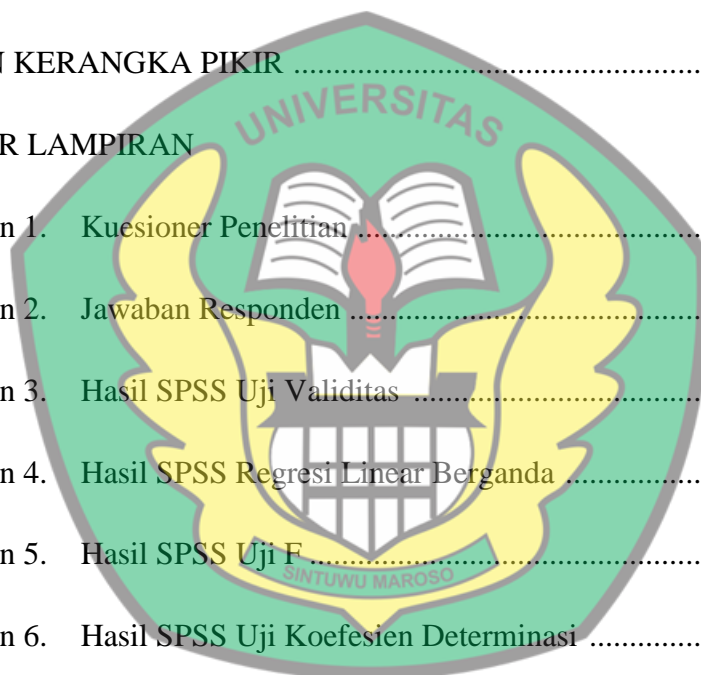 N KERANGKA PIKIR ................................................
UNIVERSITAS
R LAMPIRAN
n 1. Kuesioner Penelitian ........................................
n 2. Jawaban Responden .........................................
n 3. Hasil SPSS Uji Validitas ..................................
n 4. Hasil SPSS Regresi Linear Berganda ................
n 5. Hasil SPSS Uji F ...............................................
SINTUWU MAROSO
n 6. Hasil SPSS Uji Koefesien Determinasi ..............